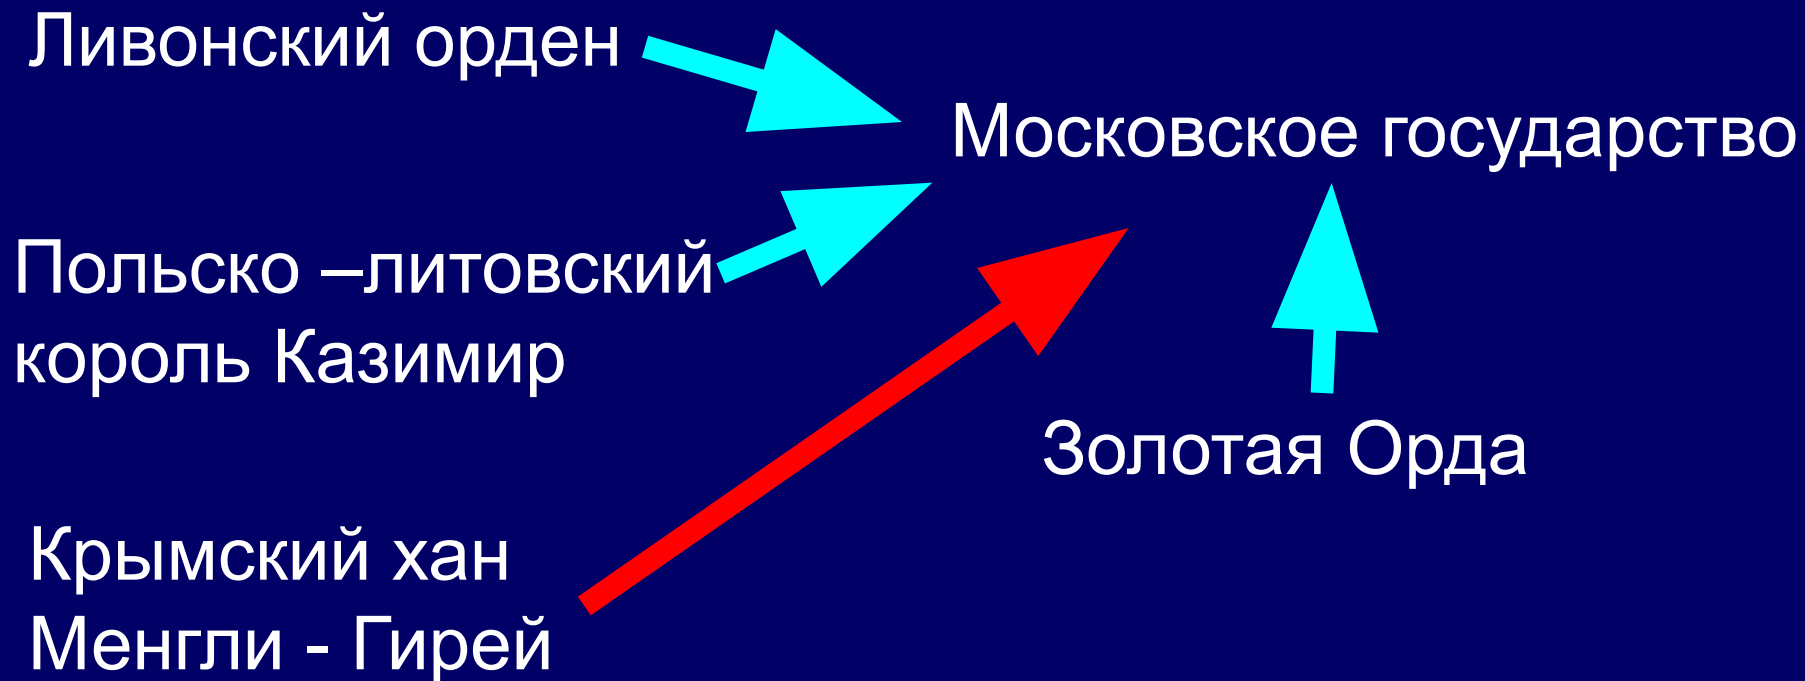 Ливонский орден
Московское государство
Польско –литовский
король Казимир
Золотая Орда
Крымский хан
Менгли - Гирей